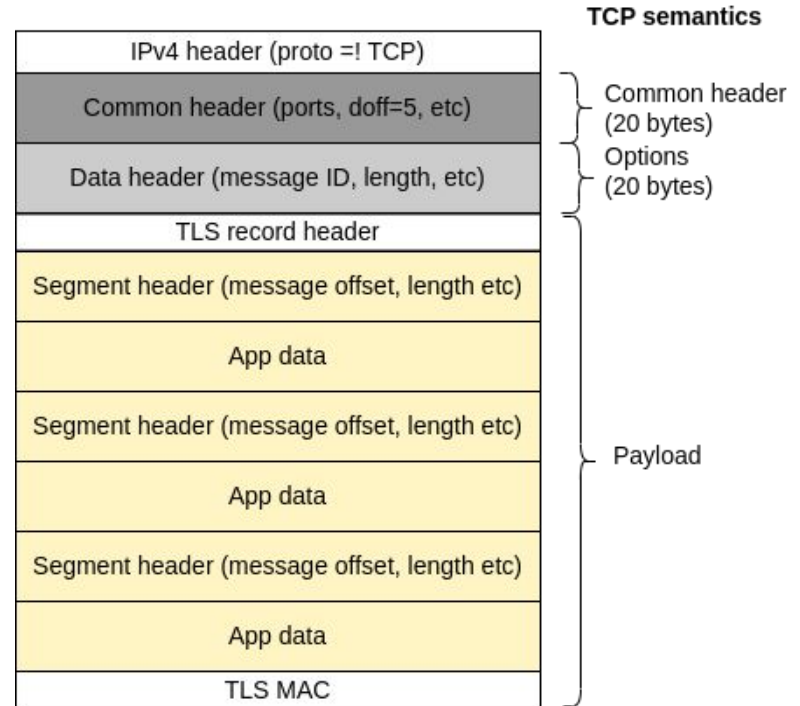 TCP semantics
IPv4 header (proto =! TCP)
Common header (ports, doff=5, etc)
Common header
(20 bytes)
Data header (message ID, length, etc)
Options
(20 bytes)
TLS record header
Segment header (message offset, length etc)
App data
Segment header (message offset, length etc)
App data
Payload
Segment header (message offset, length etc)
App data
TLS MAC